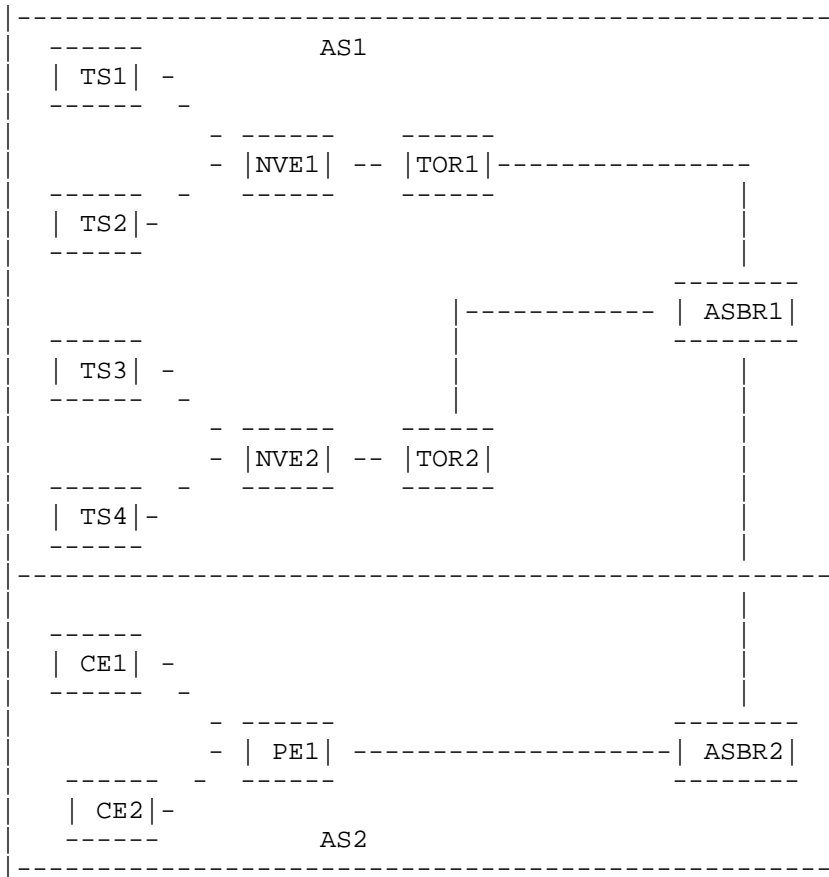 AS1
TS1
NVE1 TOR1
TS2
ASBR1
TS3
NVE2 TOR2
TS4
CE1
PE1 ASBR2
CE2
AS2